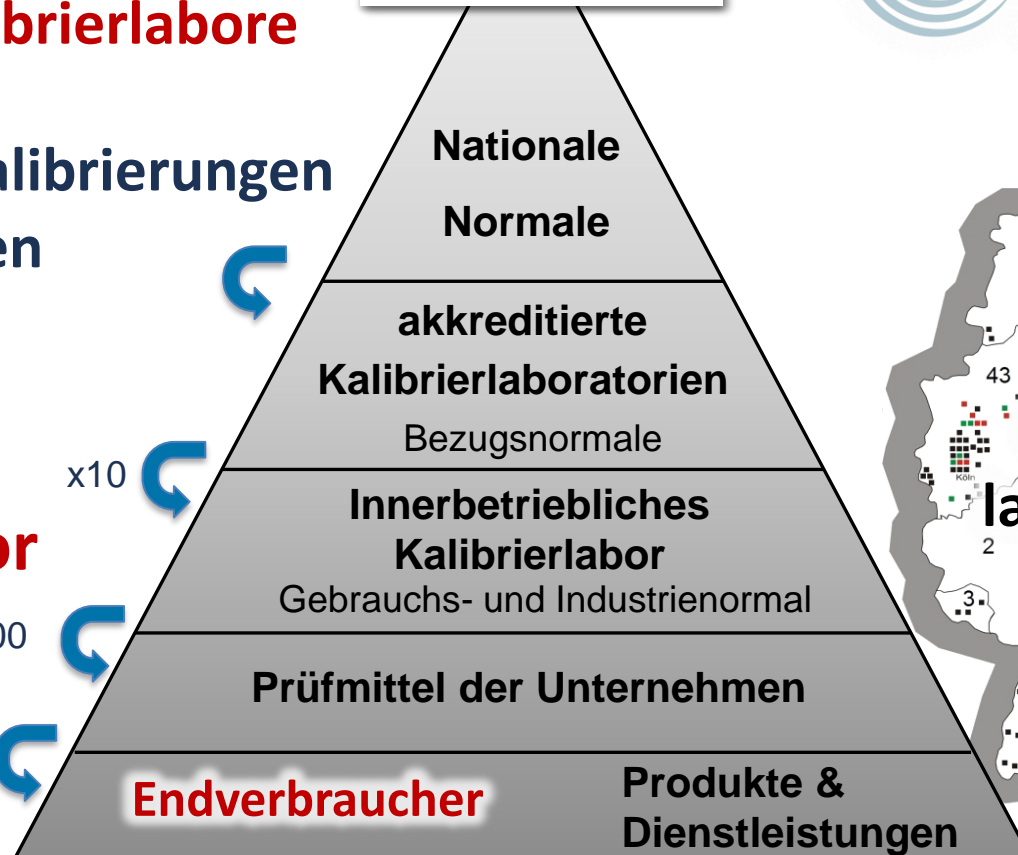 brierlabore
alibrierungen
en
Nationale
Normale
akkreditierte
Kalibrierlaboratorien
Bezugsnormale
x10
Innerbetriebliches
Kalibrierlabor
Gebrauchs- und Industrienormal
or
00
Prüfmittel der Unternehmen
Endverbraucher
Produkte &
Dienstleistungen
43
Köln
la
2
3